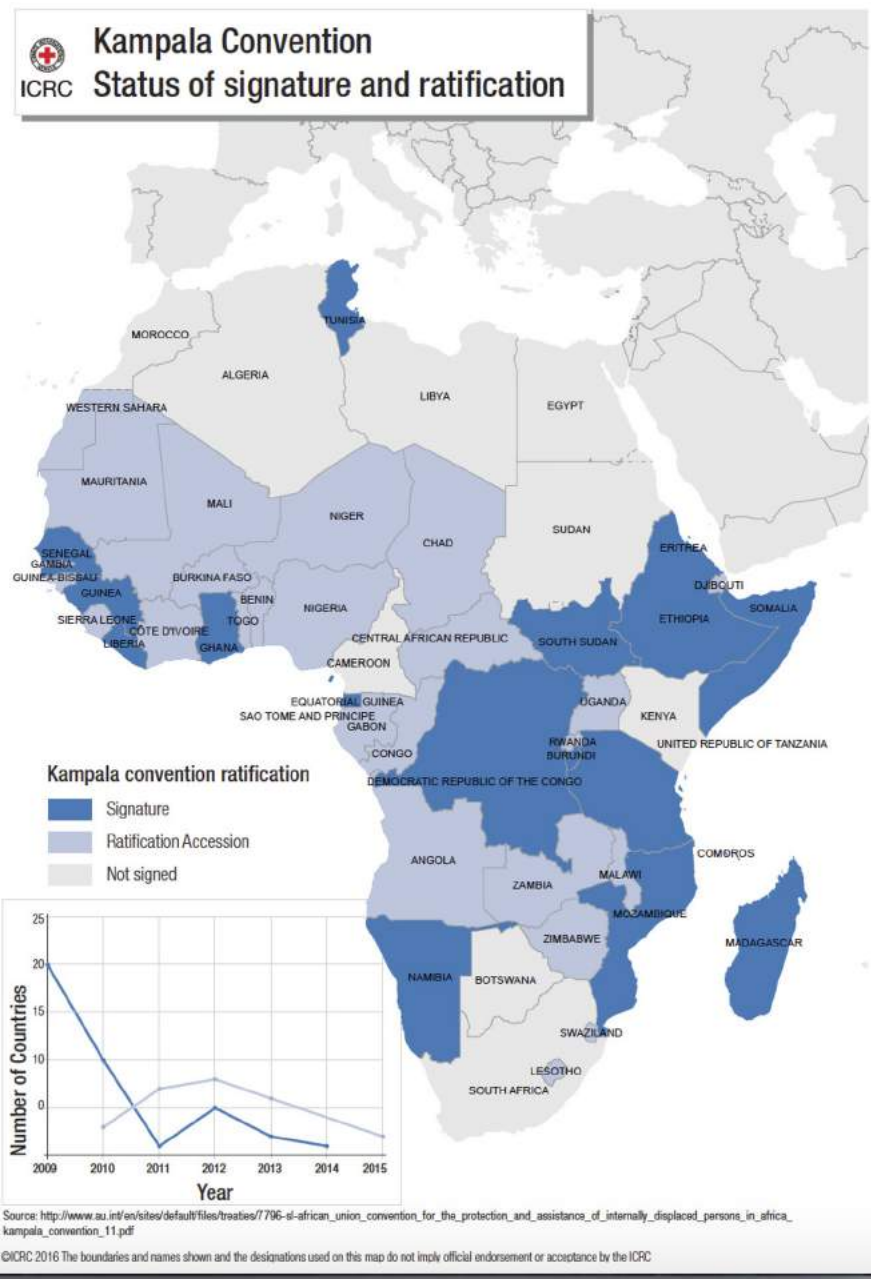 Kampala Convention
ICRC Status of signature and ratification
TUNISIA
MOROCCO
ALGERIA
LIBYA
EGYPT
WESTERN SAHARA
MAURITANIA
MALI
NIGER
CHAD
SUDAN
ERITREA
SENEGAL
GAMBIA
GUINEA-BISSAU
BURKINA FASO
DJIBOUTI
GUINEA
BENIN
NIGERIA
SOMALIA
SIERRA LEONE
TOGO
ETHIOPIA
CÔTE D'IVOIRE
LIBERIA
GHANA
CENTRAL AFRICAN REPUBLIC
SOUTH SUDAN
CAMEROON
EQUATORIAL GUINEA
UGANDA
SAO TOME AND PRINCIPE
KENYA
GABON
RWANDA
UNITED REPUBLIC OF TANZANIA
CONGO
BURUNDI
DEMOCRATIC REPUBLIC OF THE CONGO
COMOROS
ANGOLA
MALAWI
ZAMBIA
MOZAMBIQUE
ZIMBABWE
MADAGASCAR
NAMIBIA
BOTSWANA
SWAZILAND
LESOTHO
SOUTH AFRICA
Kampala convention ratification
Signature
Ratification Accession
Not signed
Number of Countries
25
20
15
10
0
2009 2010 2011 2012 2013 2014 2015
Year
Source: http://www.au.int/en/sites/default/files/treaties/7796-sl-african_union_convention_for_the_protection_and_assistance_of_internally_displaced_persons_in_africa_
kampala_convention_11.pdf
©ICRC 2016 The boundaries and names shown and the designations used on this map do not imply official endorsement or acceptance by the ICRC